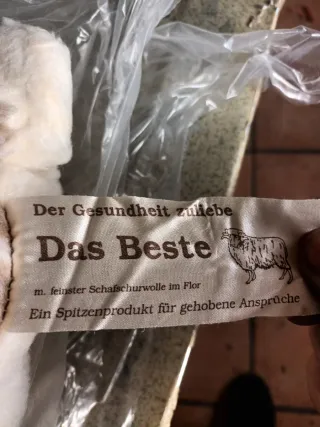 Der Gesundheit zuliebe
Das Beste
m. feinster Schafschurwolle im Flor
Ein Spitzenprodukt für gehobene Ansprüche